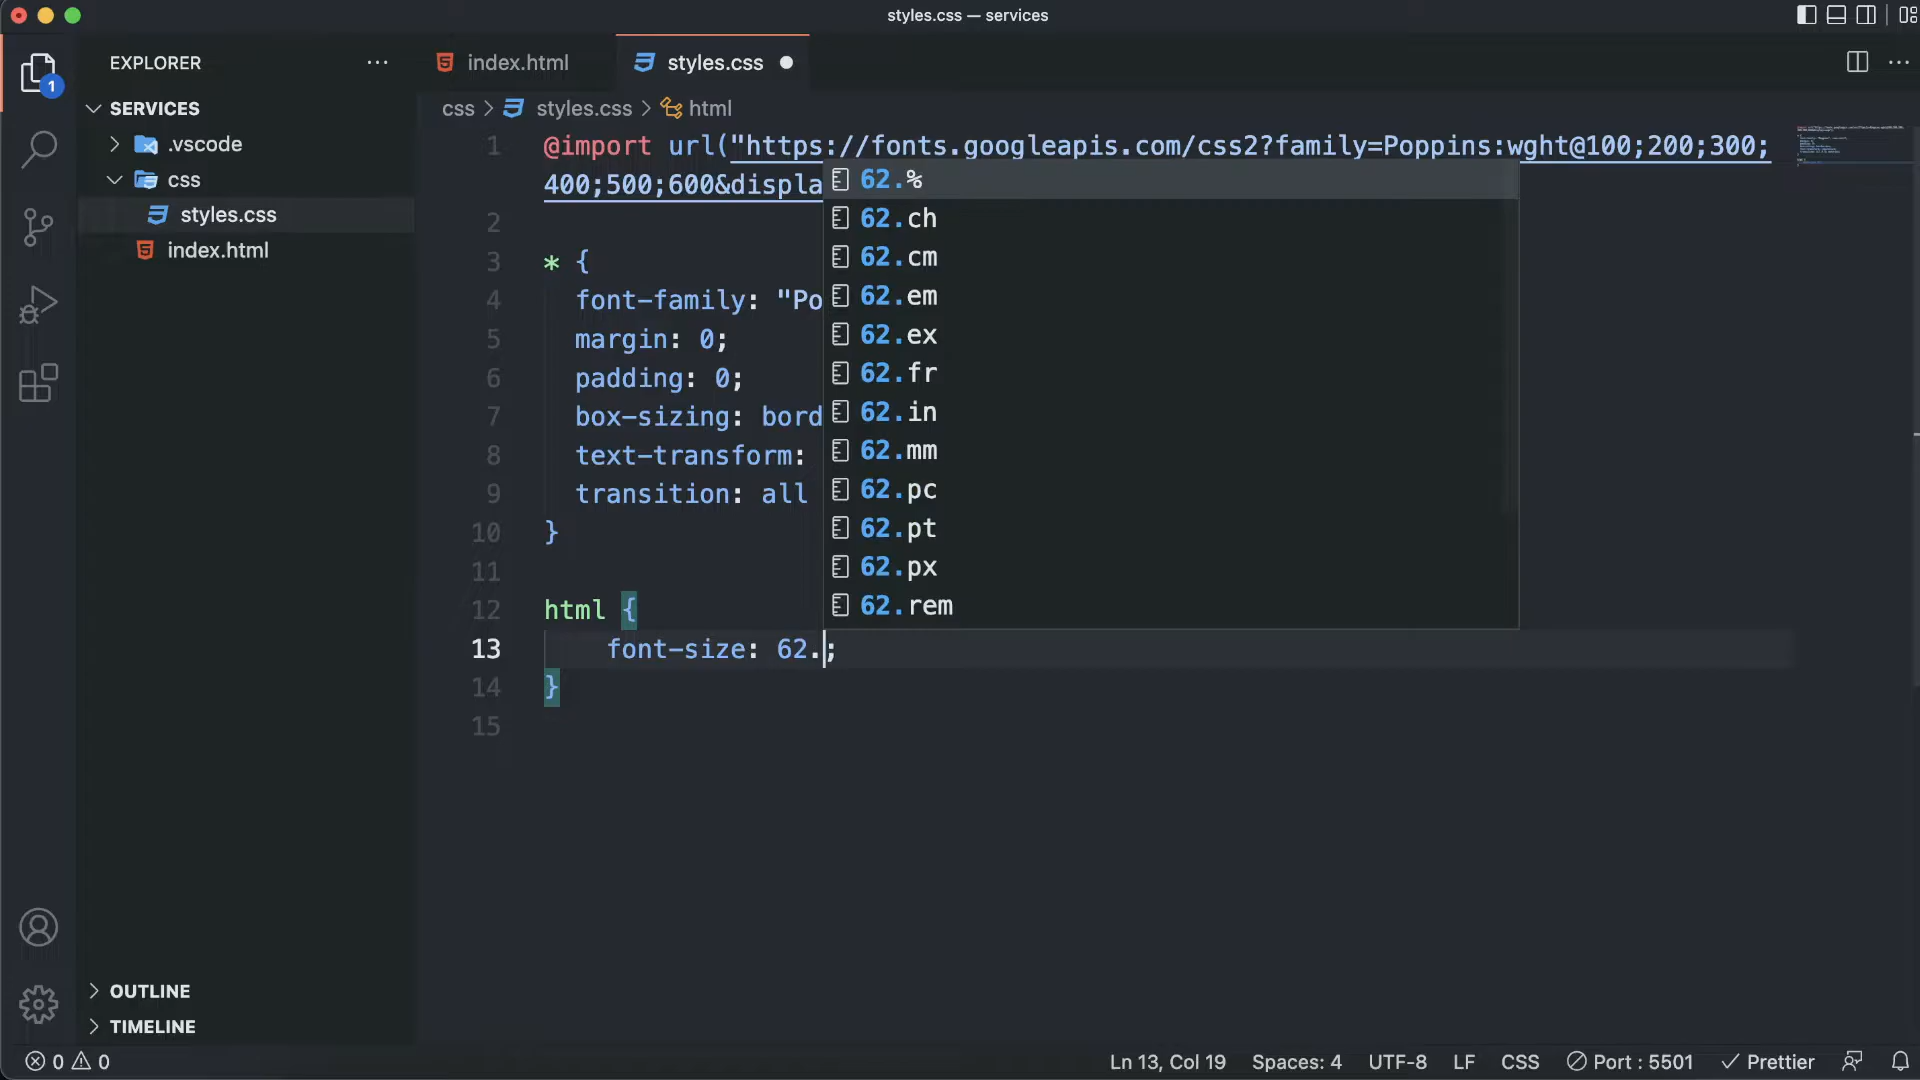 styles.css — services
EXPLORER
index.html
styles.css
1
SERVICES
.vscode
css
styles.css
index.html
css > styles.css > html
1 @import url("https://fonts.googleapis.com/css2?family=Poppins:wght@100;200;300;
400;500;600&displa
2
3 * {
4 font-family: "Po
5 margin: 0;
6 padding: 0;
7 box-sizing: bord
8 text-transform:
9 transition: all
10 }
11
12 html {
13 font-size: 62.;
14 }
15
62.%
62.ch
62.cm
62.em
62.ex
62.fr
62.in
62.mm
62.pc
62.pt
62.px
62.rem
OUTLINE
TIMELINE
0 0
Ln 13, Col 19 Spaces: 4 UTF-8 LF CSS Port : 5501 Prettier